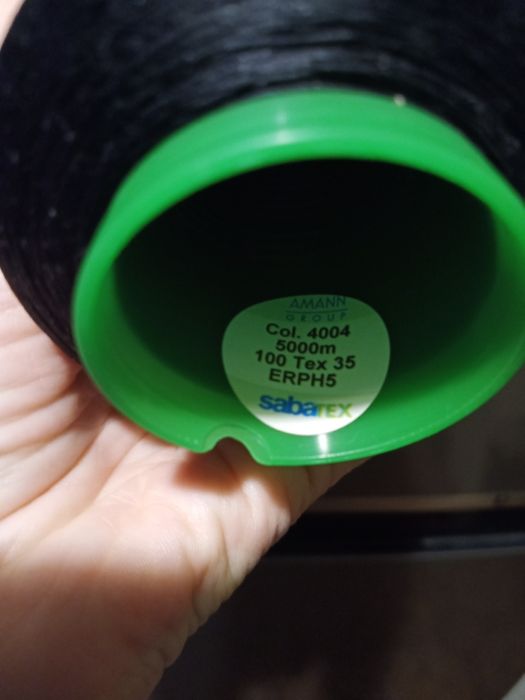 AMANN
GROUP
Col. 4004
5000m
100 Tex 35
ERPH5
sabaTEX